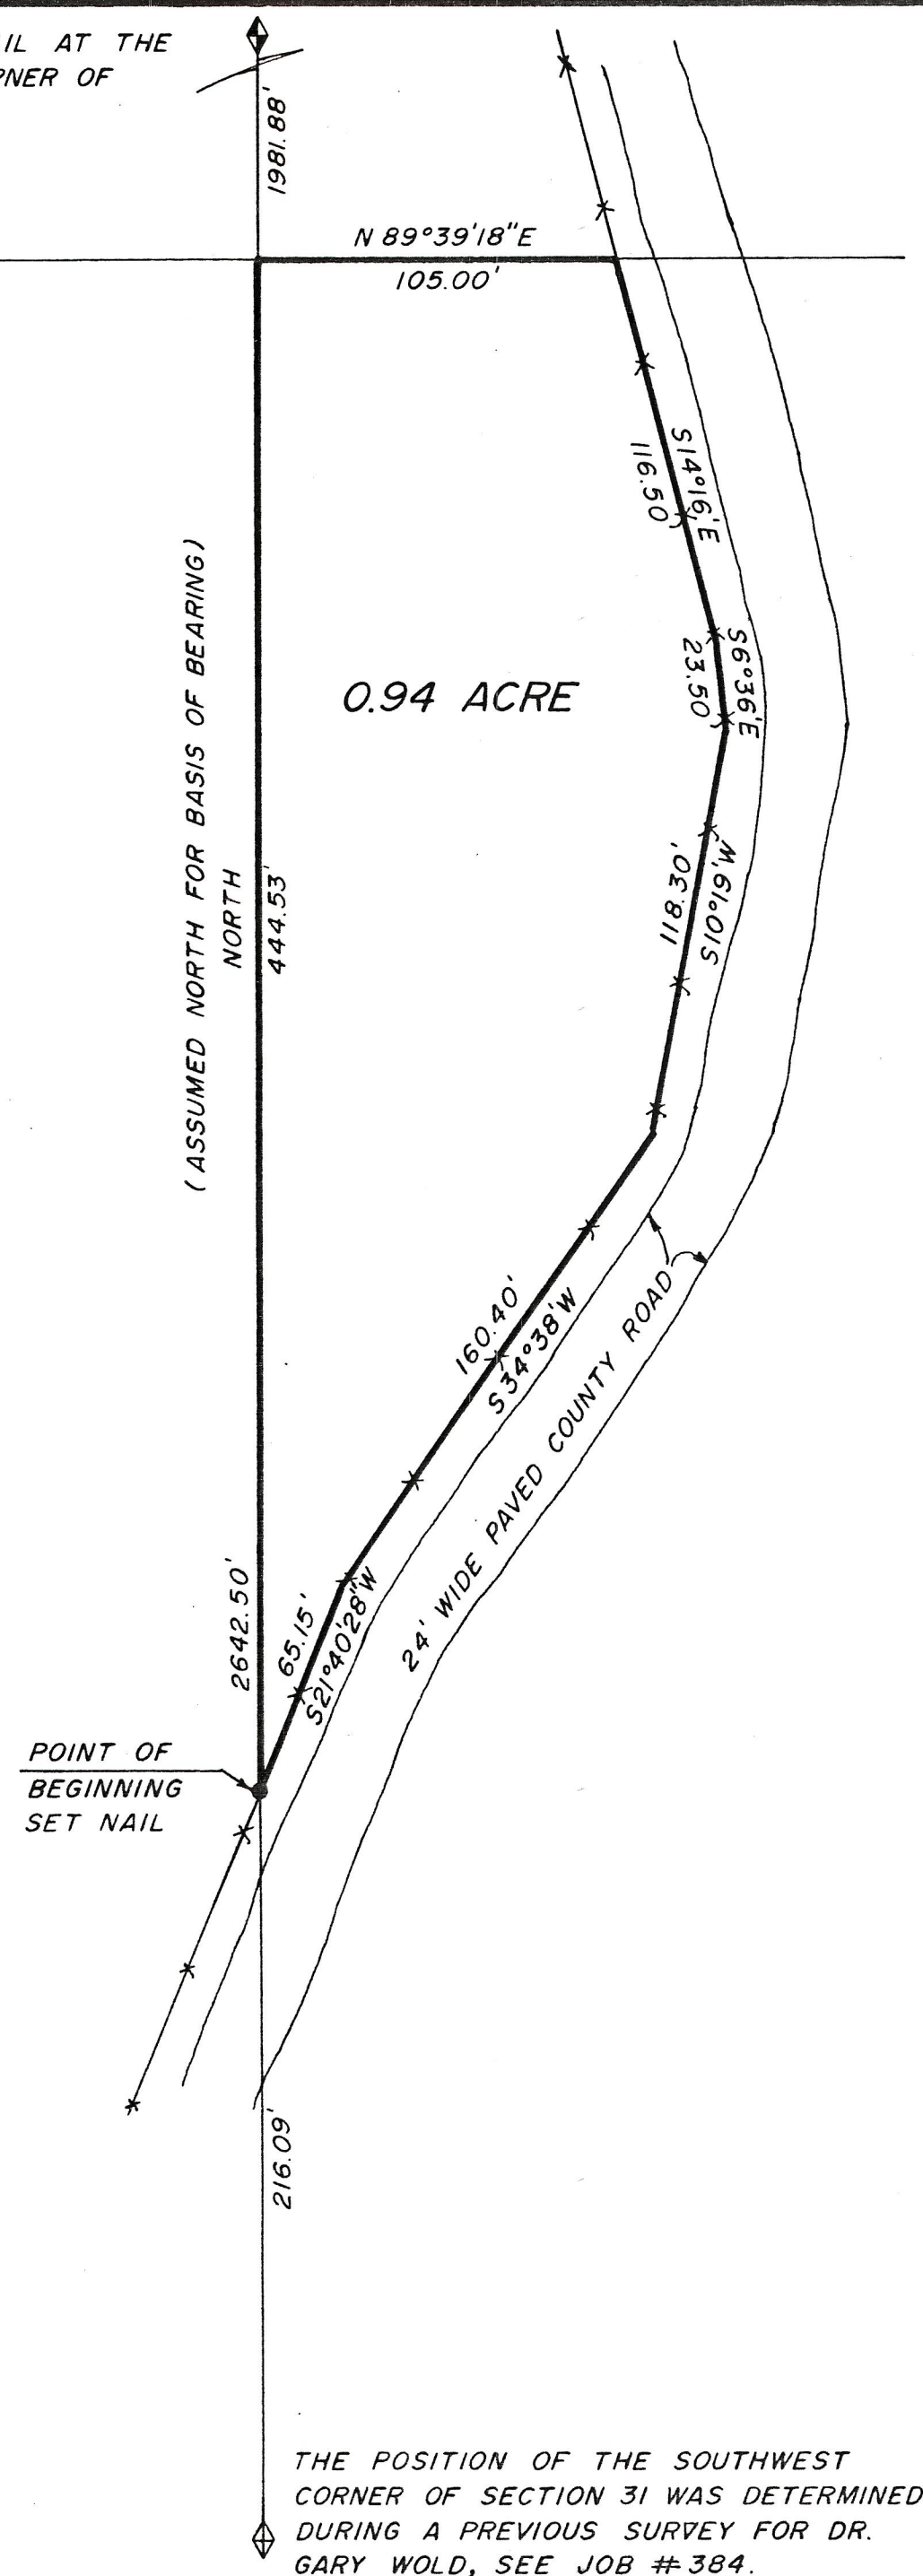 IL AT THE
RNER OF
1981.88'
N 89°39'18"E
105.00'
S14°16'E
116.50'
S6°36'E
23.50'
0.94 ACRE
(ASSUMED NORTH FOR BASIS OF BEARING)
NORTH
444.53'
S10°19'W
118.30'
160.40'
S34°38'W
24' WIDE PAVED COUNTY ROAD
2642.50'
65.15'
S21°40'28"W
POINT OF
BEGINNING
SET NAIL
216.09'
THE POSITION OF THE SOUTHWEST
CORNER OF SECTION 31 WAS DETERMINED
DURING A PREVIOUS SURVEY FOR DR.
GARY WOLD, SEE JOB #384.